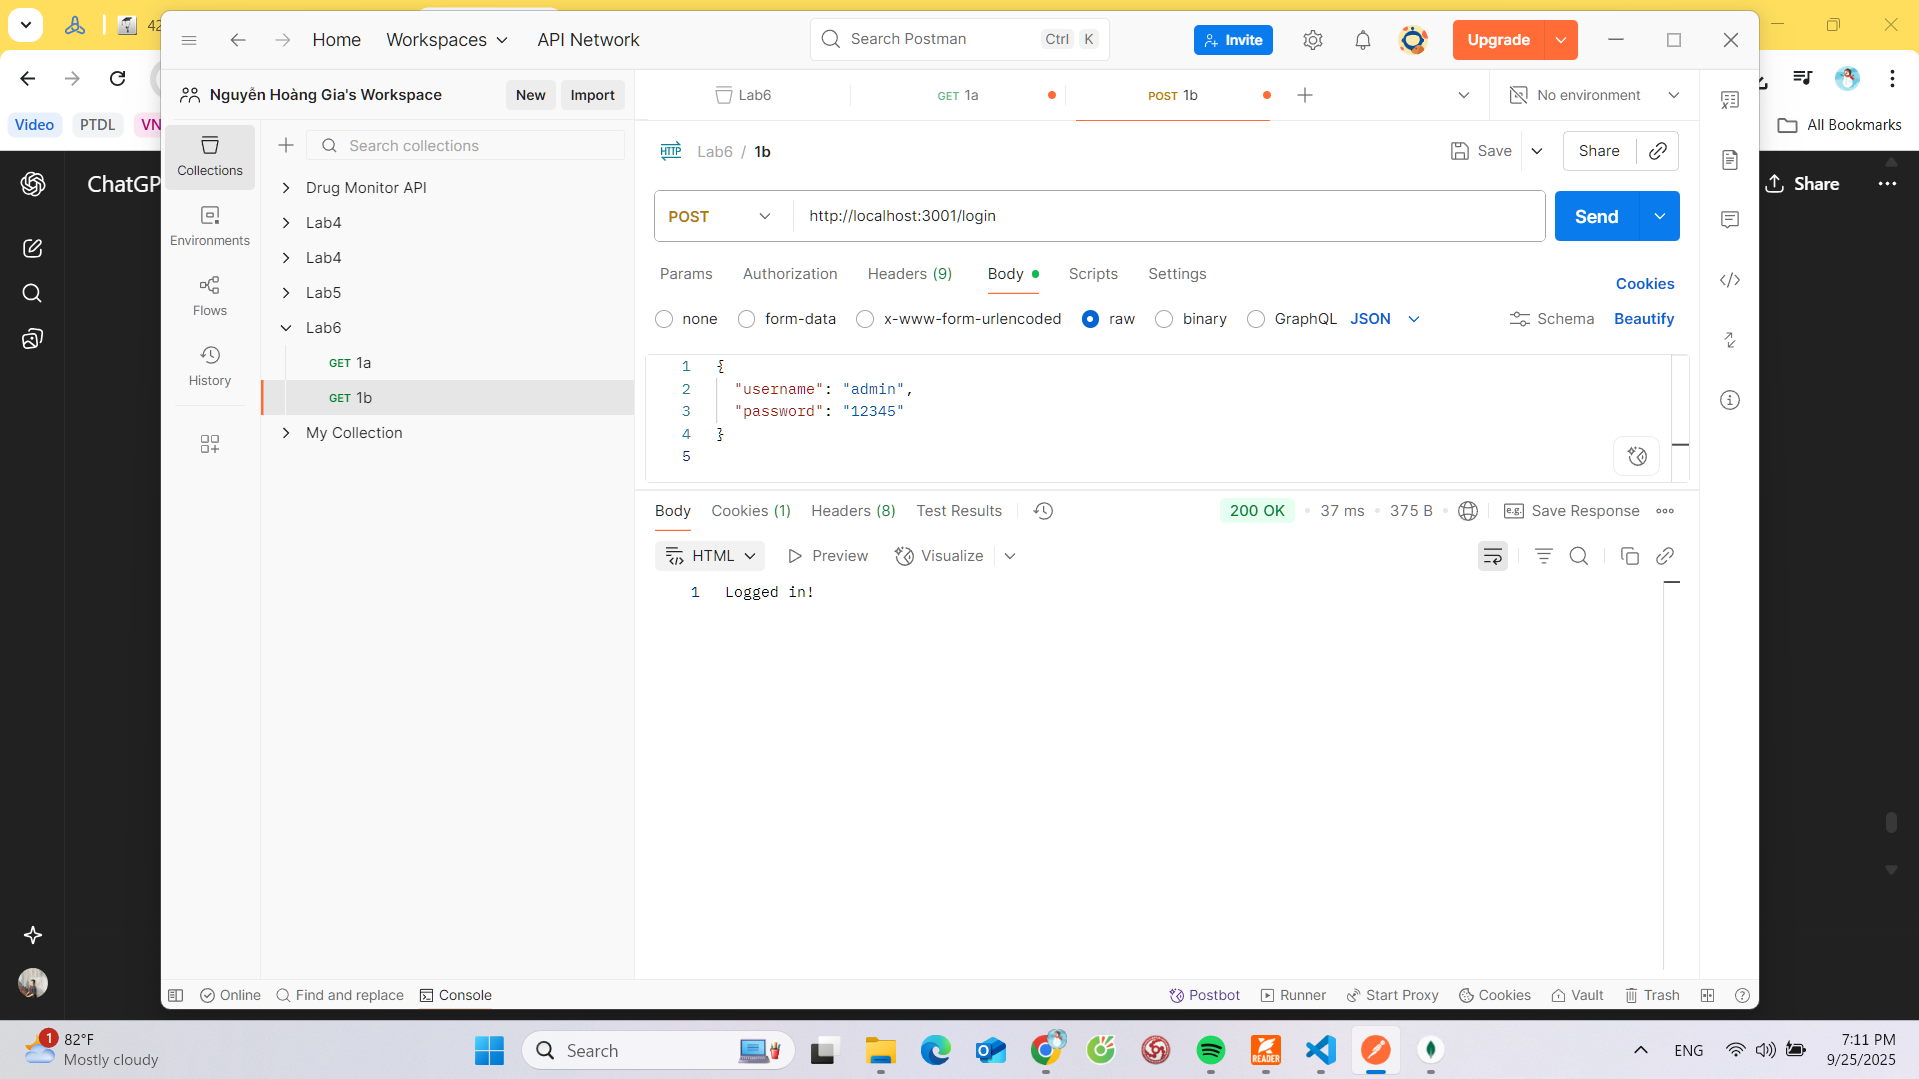 42
Home
Workspaces
API Network
Search Postman
Ctrl
K
Invite
Upgrade
Nguyễn Hoàng Gia's Workspace
New
Import
Lab6
GET 1a
POST 1b
No environment
Video
PTDL
VN
All Bookmarks
Collections
Search collections
HTTP
Lab6 / 1b
Save
Share
ChatGP
Share
Drug Monitor API
POST
http://localhost:3001/login
Send
Environments
Lab4
Lab4
Params
Authorization
Headers (9)
Body
Scripts
Settings
Cookies
Flows
Lab5
none
form-data
x-www-form-urlencoded
raw
binary
GraphQL
JSON
Schema
Beautify
Lab6
History
GET 1a
GET 1b
My Collection
1 {
2 "username": "admin",
3 "password": "12345"
4 }
5
Body
Cookies (1)
Headers (8)
Test Results
200 OK
37 ms
375 B
e.g.
Save Response
HTML
Preview
Visualize
1 Logged in!
Online
Find and replace
Console
Postbot
Runner
Start Proxy
Cookies
Vault
Trash
1
82°F
Mostly cloudy
Search
READER
ENG
7:11 PM
9/25/2025